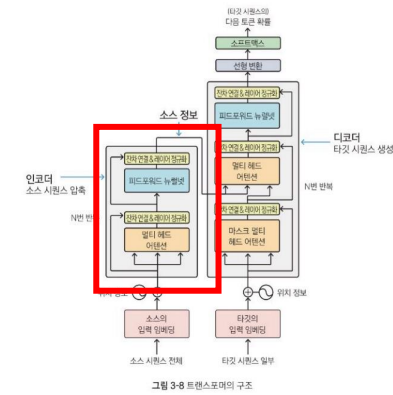 (타깃 시퀀스의)
다음 토큰 확률
소프트맥스
선형 변환
잔차 연결&레이어 정규화
피드포워드 뉴럴넷
소스 정보
디코더
타깃 시퀀스 생성
잔차 연결&레이어 정규화
잔차 연결&레이어 정규화
멀티 헤드
어텐션
인코더
소스 시퀀스 압축
피드포워드 뉴럴넷
N번 반복
N번 반
잔차 연결&레이어 정규화
잔차 연결&레이어 정규화
멀티 헤드
어텐션
마스크 멀티
헤드 어텐션
위치 정보
위치 정보
소스의
입력 임베딩
타깃의
입력 임베딩
소스 시퀀스 전체
타깃 시퀀스 일부
그림 3-8 트랜스포머의 구조